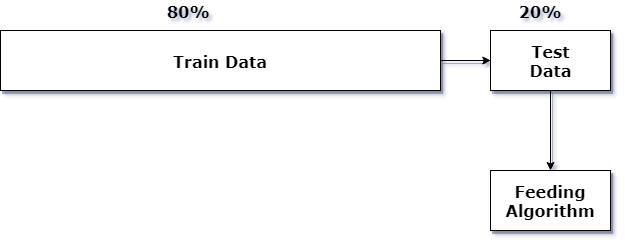 80%
20%
Train Data
Test
Data
Feeding
Algorithm